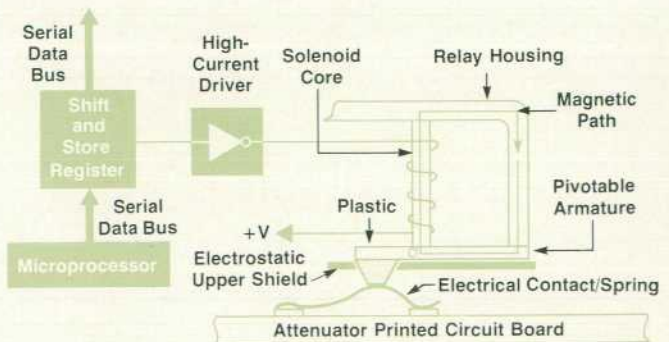 Serial
Data
Bus
High-
Current
Driver
Solenoid
Core
Relay Housing
Magnetic
Path
Shift
and
Store
Register
Serial
Data Bus
Plastic
Pivotable
Armature
+V
Microprocessor
Electrostatic
Upper Shield
Electrical Contact/Spring
Attenuator Printed Circuit Board